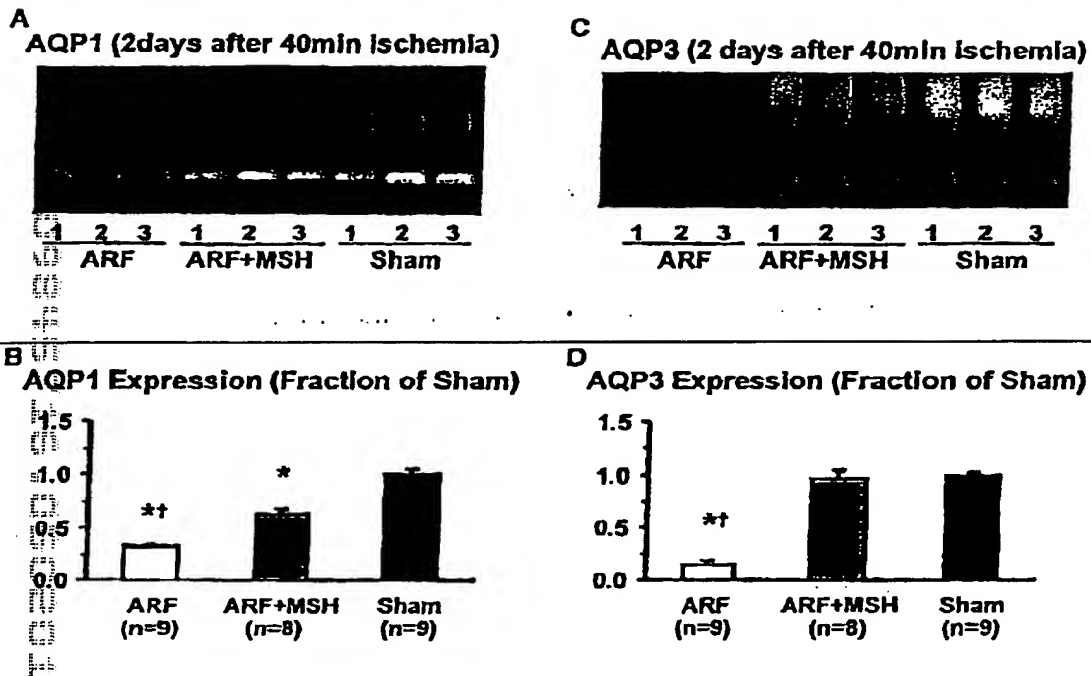 A
AQP1 (2days after 40min ischemia)
1 2 3 1 2 3 1 2 3
ARF ARF+MSH Sham
C
AQP3 (2 days after 40min ischemia)
1 2 3 1 2 3 1 2 3
ARF ARF+MSH Sham
B
AQP1 Expression (Fraction of Sham)
1.5
1.0
0.5
0.0
*†
*
ARF ARF+MSH Sham
(n=9) (n=8) (n=9)
D
AQP3 Expression (Fraction of Sham)
1.5
1.0
0.5
0.0
*†
ARF ARF+MSH Sham
(n=9) (n=8) (n=9)